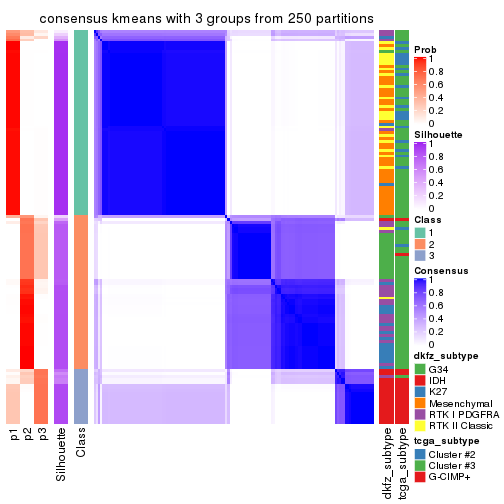 consensus kmeans with 3 groups from 250 partitions
Prob
1
0.8
0.6
0.4
0.2
0
Silhouette
1
0.8
0.6
0.4
0.2
0
Class
1
2
3
Consensus
1
0.8
0.6
0.4
0.2
0
dkfz_subtype
G34
IDH
K27
Mesenchymal
RTK I PDGFRA
RTK II Classic
tcga_subtype
Cluster #2
Cluster #3
G-CIMP+
p1
p2
p3
Silhouette
Class
dkfz_subtype
tcga_subtype